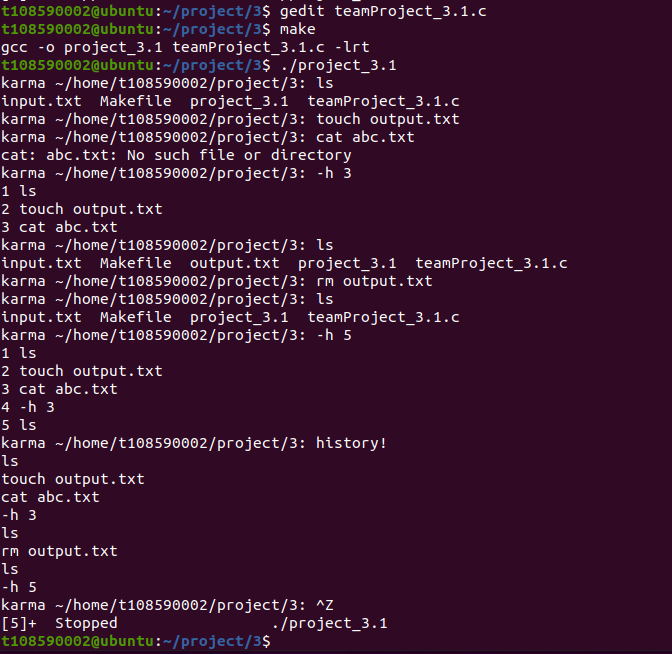 t108590002@ubuntu:~/project/3$ gedit teamProject_3.1.c
t108590002@ubuntu:~/project/3$ make
gcc -o project_3.1 teamProject_3.1.c -lrt
t108590002@ubuntu:~/project/3$ ./project_3.1
karma ~/home/t108590002/project/3: ls
input.txt  Makefile  project_3.1  teamProject_3.1.c
karma ~/home/t108590002/project/3: touch output.txt
karma ~/home/t108590002/project/3: cat abc.txt
cat: abc.txt: No such file or directory
karma ~/home/t108590002/project/3: -h 3
1 ls
2 touch output.txt
3 cat abc.txt
karma ~/home/t108590002/project/3: ls
input.txt  Makefile  output.txt  project_3.1  teamProject_3.1.c
karma ~/home/t108590002/project/3: rm output.txt
karma ~/home/t108590002/project/3: ls
input.txt  Makefile  project_3.1  teamProject_3.1.c
karma ~/home/t108590002/project/3: -h 5
1 ls
2 touch output.txt
3 cat abc.txt
4 -h 3
5 ls
karma ~/home/t108590002/project/3: history!
ls
touch output.txt
cat abc.txt
-h 3
ls
rm output.txt
ls
-h 5
karma ~/home/t108590002/project/3: ^Z
[5]+  Stopped                 ./project_3.1
t108590002@ubuntu:~/project/3$